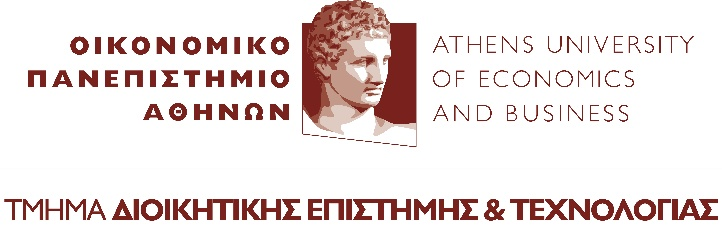 ΟΙΚΟΝΟΜΙΚΟ
ΠΑΝΕΠΙΣΤΗΜΙΟ
ΑΘΗΝΩΝ
ATHENS UNIVERSITY
OF ECONOMICS
AND BUSINESS
ΤΜΗΜΑ ΔΙΟΙΚΗΤΙΚΗΣ ΕΠΙΣΤΗΜΗΣ & ΤΕΧΝΟΛΟΓΙΑΣ